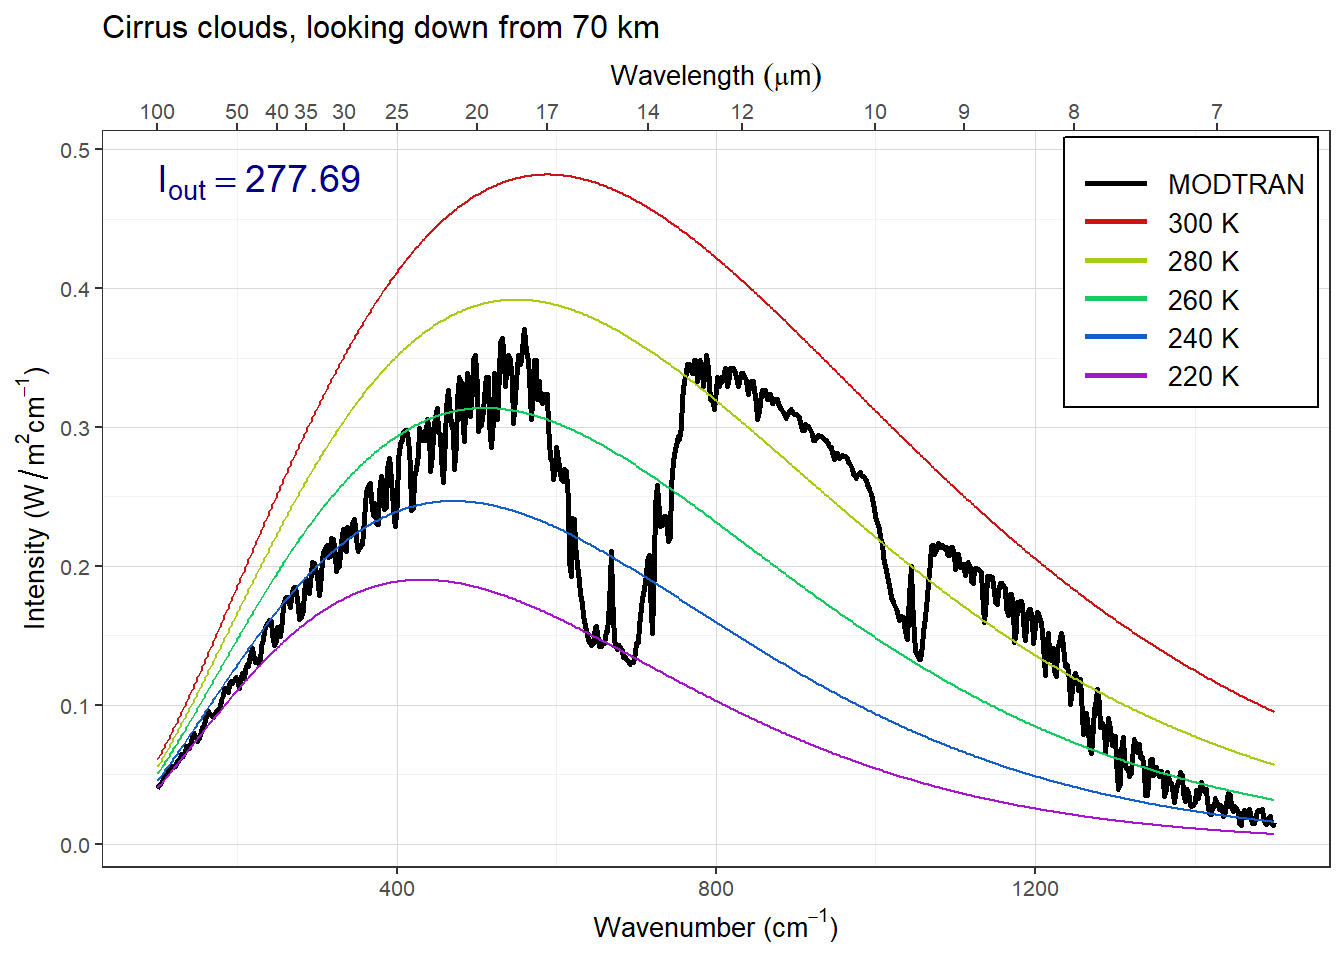 Cirrus clouds, looking down from 70 km
Wavelength (μm)
100 50 40 35 30 25 20 17 14 12 10 9 8 7
I_out = 277.69
MODTRAN
300 K
280 K
260 K
240 K
220 K
0.5
0.4
0.3
0.2
0.1
0.0
Intensity (W / m²cm⁻¹)
400 800 1200
Wavenumber (cm⁻¹)